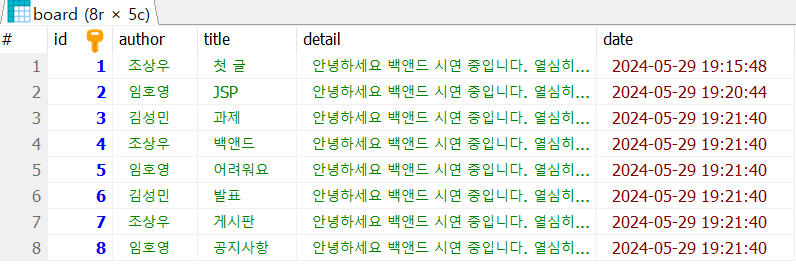 board (8r × 5c)
# id author title detail date
1 1 조상우 첫 글 안녕하세요 백앤드 시연 중입니다. 열심히... 2024-05-29 19:15:48
2 2 임호영 JSP 안녕하세요 백앤드 시연 중입니다. 열심히... 2024-05-29 19:20:44
3 3 김성민 과제 안녕하세요 백앤드 시연 중입니다. 열심히... 2024-05-29 19:21:40
4 4 조상우 백앤드 안녕하세요 백앤드 시연 중입니다. 열심히... 2024-05-29 19:21:40
5 5 임호영 어려워요 안녕하세요 백앤드 시연 중입니다. 열심히... 2024-05-29 19:21:40
6 6 김성민 발표 안녕하세요 백앤드 시연 중입니다. 열심히... 2024-05-29 19:21:40
7 7 조상우 게시판 안녕하세요 백앤드 시연 중입니다. 열심히... 2024-05-29 19:21:40
8 8 임호영 공지사항 안녕하세요 백앤드 시연 중입니다. 열심히... 2024-05-29 19:21:40